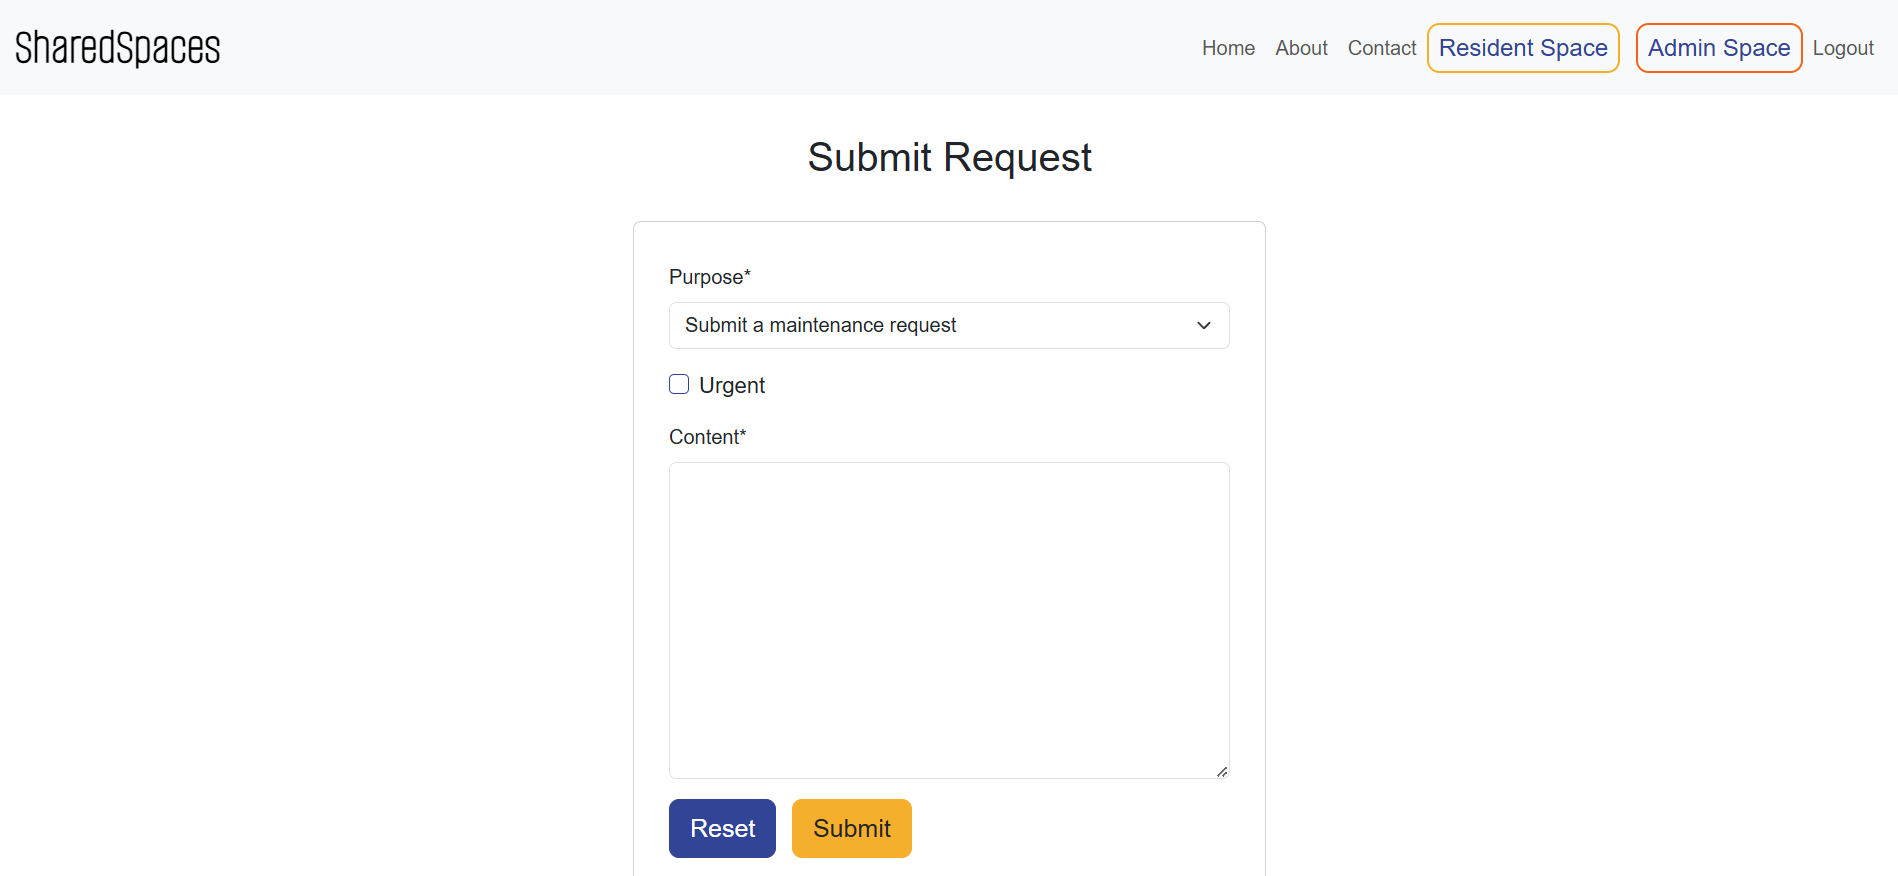 SharedSpaces
Home About Contact Resident Space Admin Space Logout
Submit Request
Purpose*
Submit a maintenance request
Urgent
Content*
Reset Submit